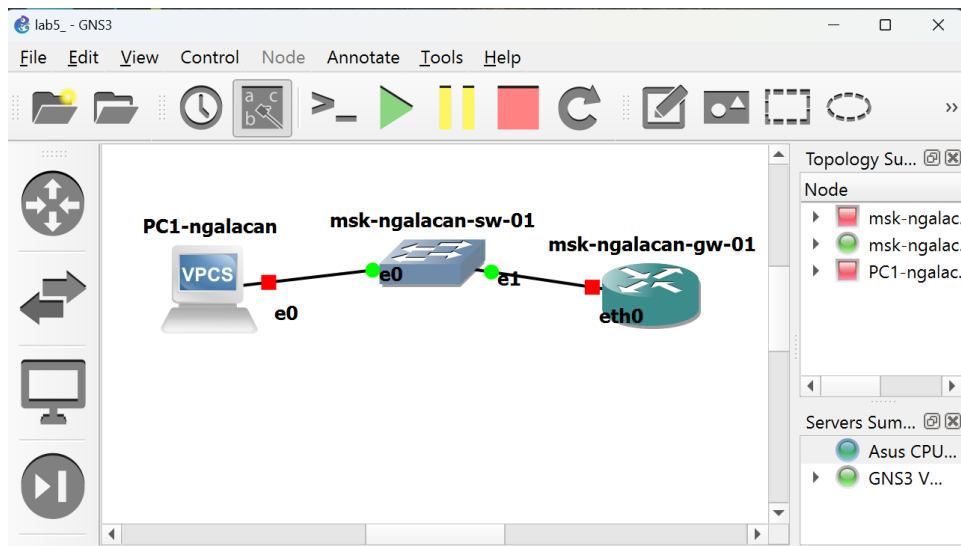 lab5_ - GNS3
File Edit View Control Node Annotate Tools Help
a c
b
>_
»
Topology Su...
Node
msk-ngalac.
msk-ngalac.
PC1-ngalac.
PC1-ngalacan
msk-ngalacan-sw-01
msk-ngalacan-gw-01
VPCS
e0
e0
e1
eth0
Servers Sum...
Asus CPU...
GNS3 V...